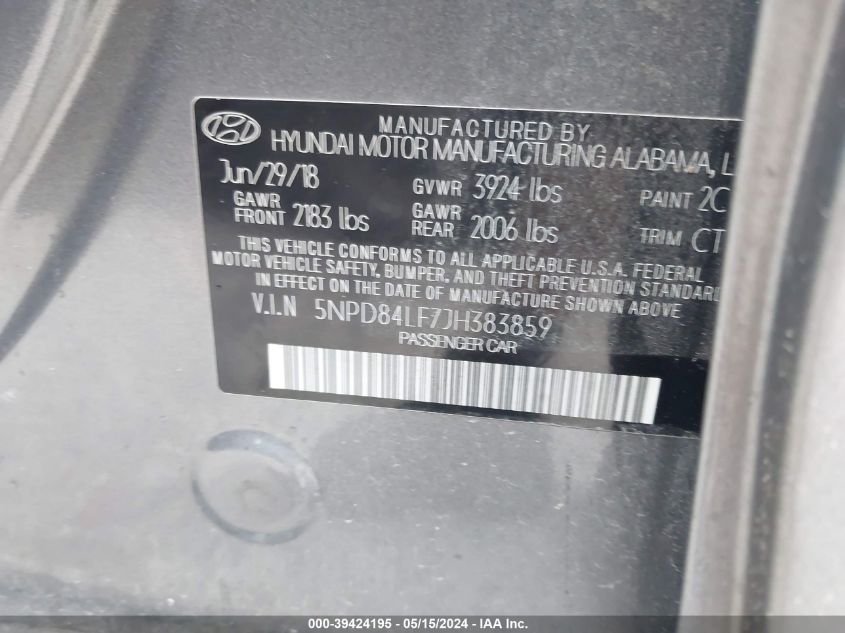 MANUFACTURED BY
HYUNDAI MOTOR MANUFACTURING ALABAMA, L
Jun/29/18 GVWR 3924 lbs PAINT 2C
GAWR FRONT 2183 lbs GAWR REAR 2006 lbs TRIM CT
THIS VEHICLE CONFORMS TO ALL APPLICABLE U.S.A. FEDERAL
MOTOR VEHICLE SAFETY, BUMPER, AND THEFT PREVENTION STANDARD
IN EFFECT ON THE DATE OF MANUFACTURE SHOWN ABOVE
V.I.N 5NPD84LF7JH383859
PASSENGER CAR
000-39424195 - 05/15/2024 - IAA, Inc.